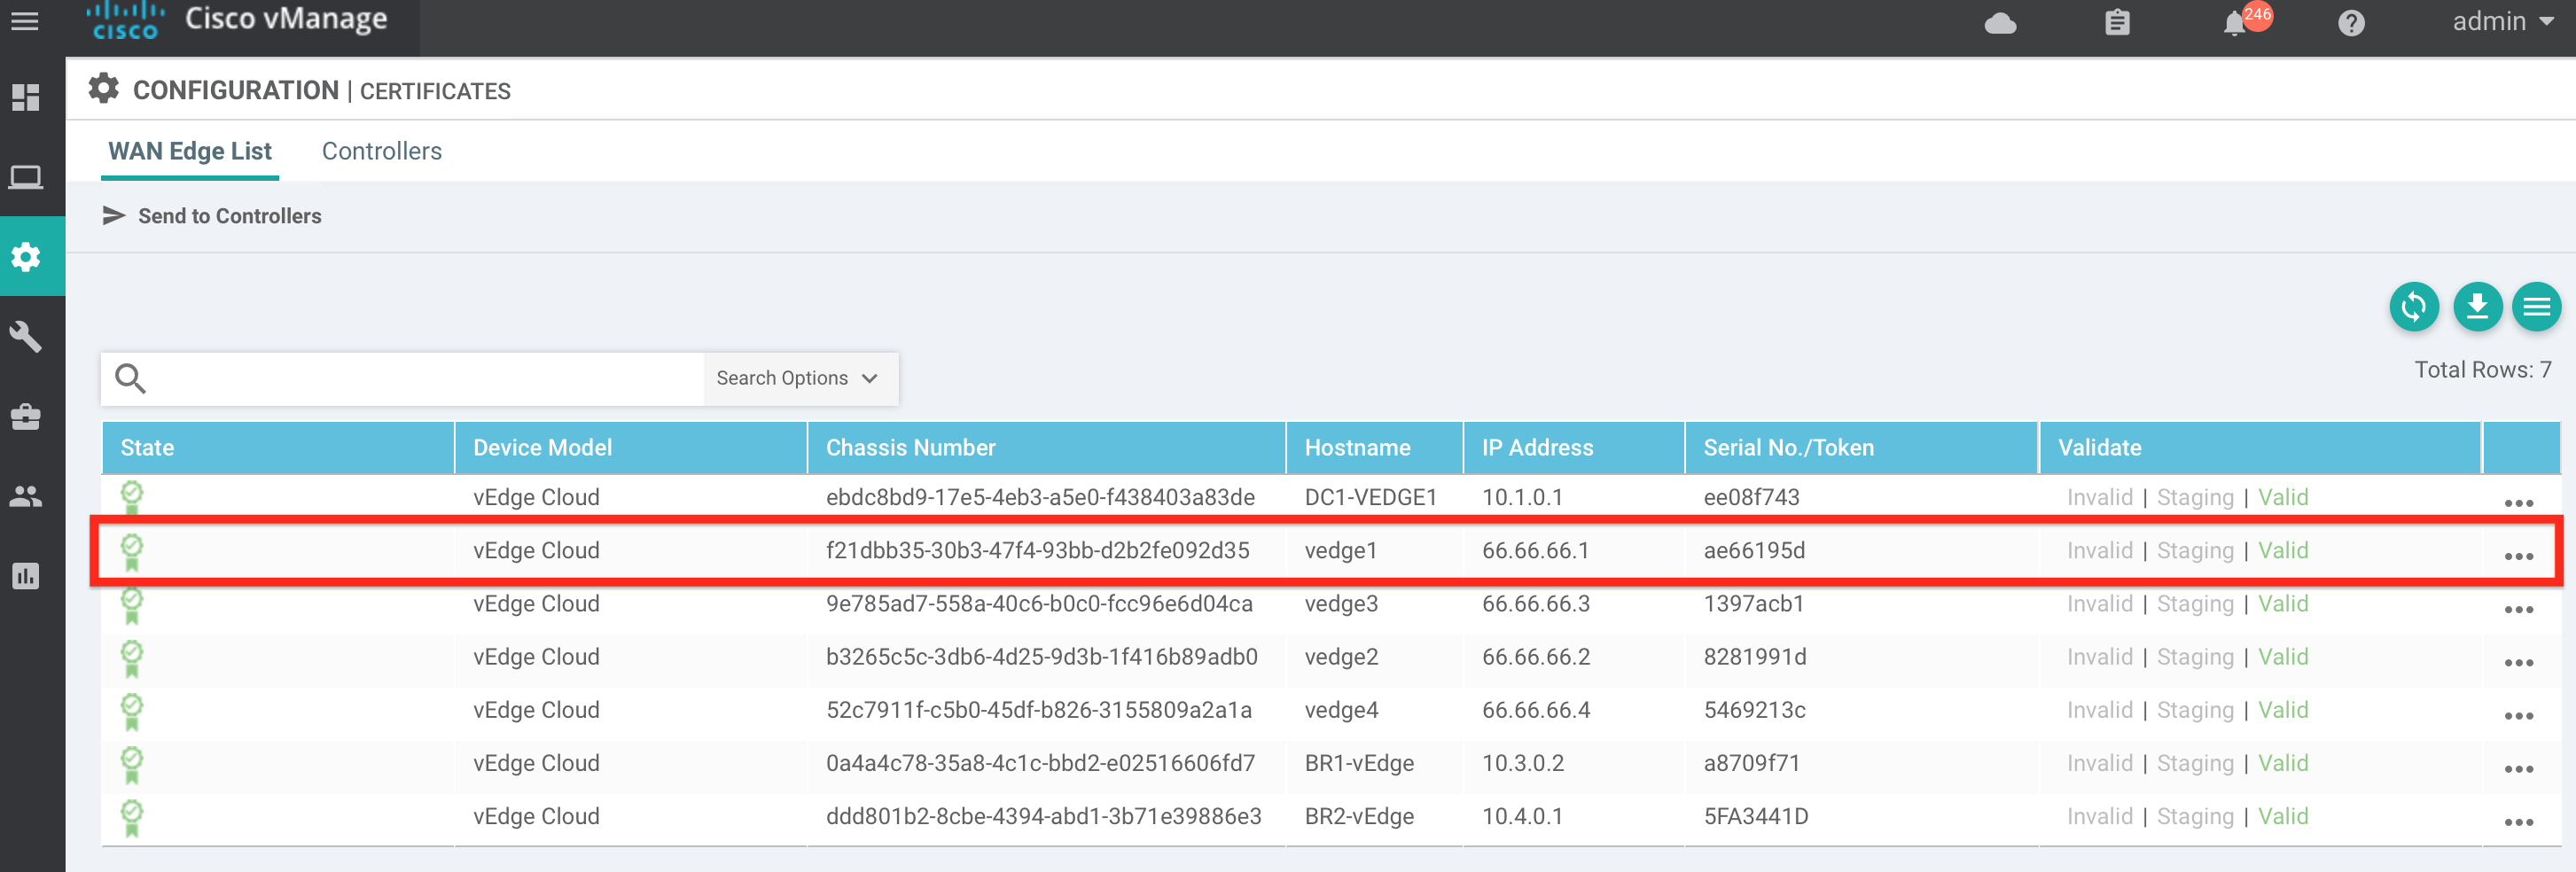 cisco Cisco vManage 246 admin
CONFIGURATION | CERTIFICATES
WAN Edge List Controllers
Send to Controllers
Search Options Total Rows: 7
State Device Model Chassis Number Hostname IP Address Serial No./Token Validate
vEdge Cloud ebdc8bd9-17e5-4eb3-a5e0-f438403a83de DC1-VEDGE1 10.1.0.1 ee08f743 Invalid | Staging | Valid
vEdge Cloud f21dbb35-30b3-47f4-93bb-d2b2fe092d35 vedge1 66.66.66.1 ae66195d Invalid | Staging | Valid
vEdge Cloud 9e785ad7-558a-40c6-b0c0-fcc96e6d04ca vedge3 66.66.66.3 1397acb1 Invalid | Staging | Valid
vEdge Cloud b3265c5c-3db6-4d25-9d3b-1f416b89adb0 vedge2 66.66.66.2 8281991d Invalid | Staging | Valid
vEdge Cloud 52c7911f-c5b0-45df-b826-3155809a2a1a vedge4 66.66.66.4 5469213c Invalid | Staging | Valid
vEdge Cloud 0a4a4c78-35a8-4c1c-bbd2-e02516606fd7 BR1-vEdge 10.3.0.2 a8709f71 Invalid | Staging | Valid
vEdge Cloud ddd801b2-8cbe-4394-abd1-3b71e39886e3 BR2-vEdge 10.4.0.1 5FA3441D Invalid | Staging | Valid